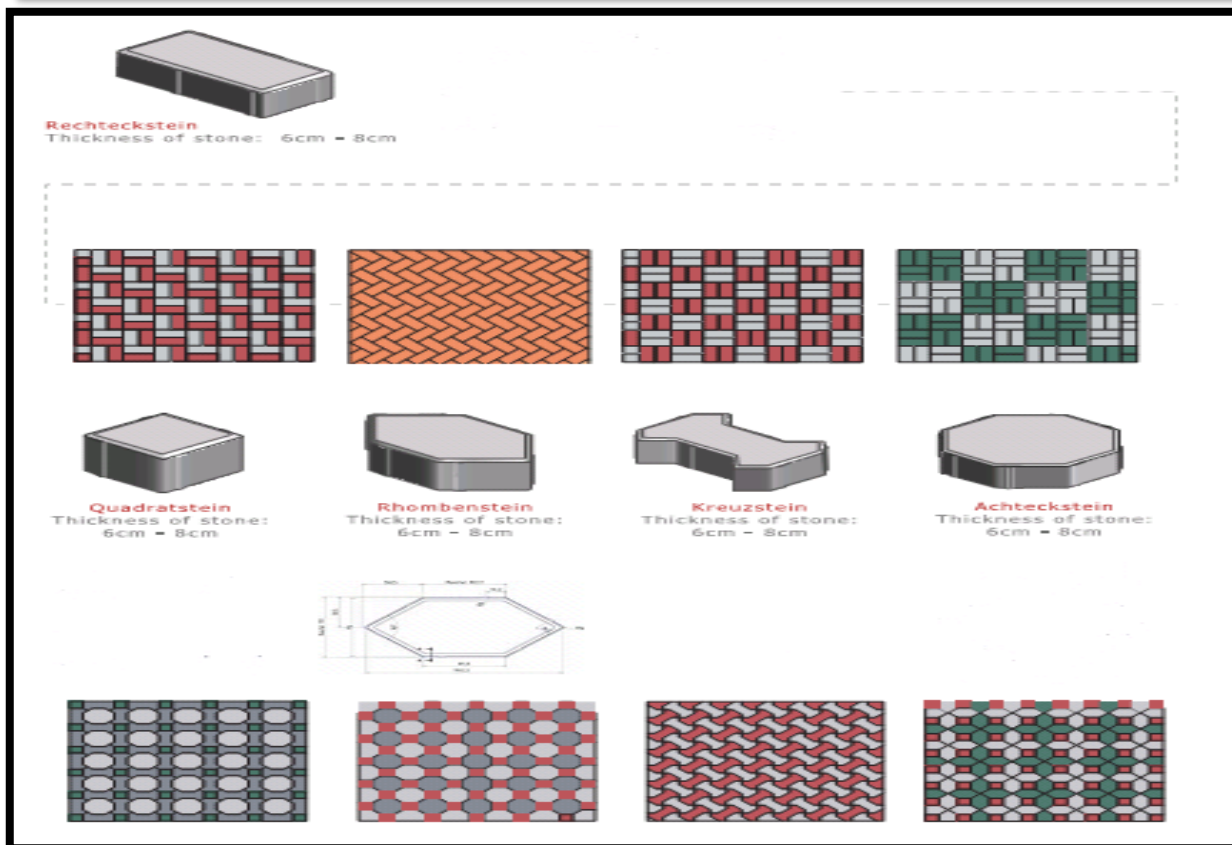 Rechteckstein
Thickness of stone: 6cm - 8cm
Quadratstein
Thickness of stone:
6cm - 8cm
Rhombenstein
Thickness of stone:
6cm - 8cm
Kreuzstein
Thickness of stone:
6cm - 8cm
Achteckstein
Thickness of stone:
6cm - 8cm